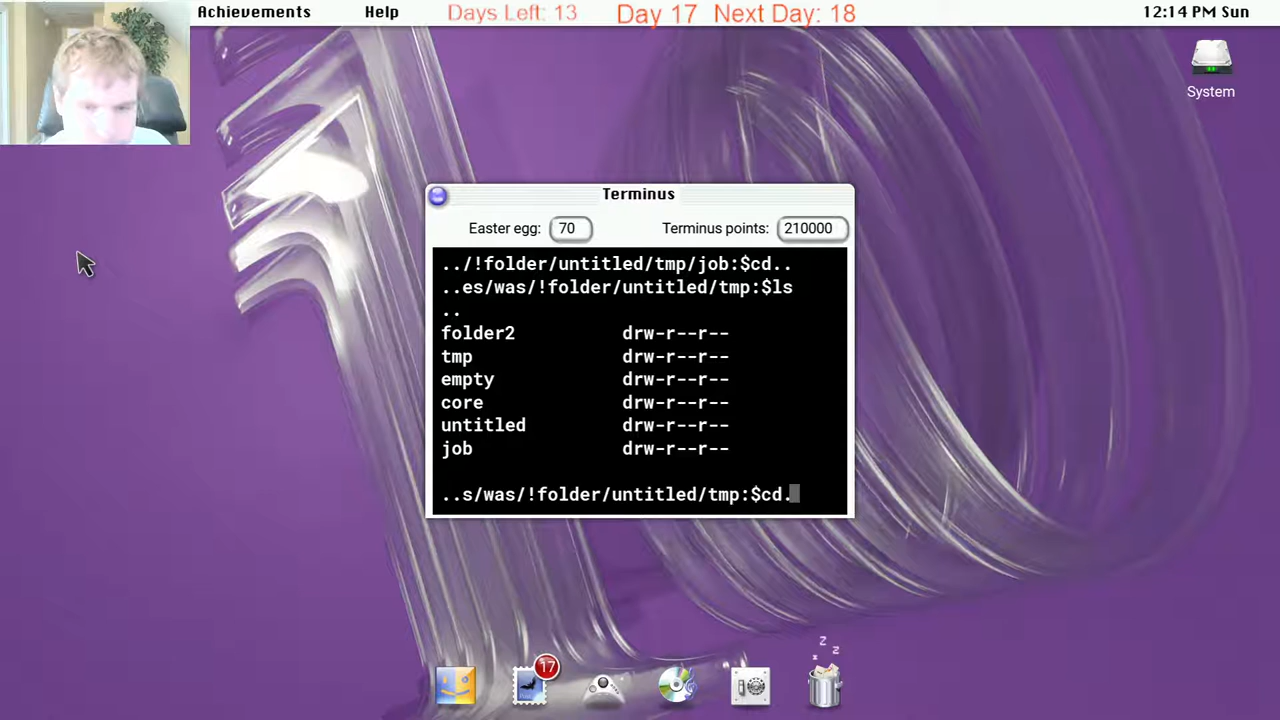 Achievements Help Days Left: 13 Day 17 Next Day: 18 12:14 PM Sun
System
Terminus
Easter egg: 70 Terminus points: 210000
../!folder/untitled/tmp/job:$cd..
..es/was/!folder/untitled/tmp:$ls
..
folder2 drw-r--r--
tmp drw-r--r--
empty drw-r--r--
core drw-r--r--
untitled drw-r--r--
job drw-r--r--
..s/was/!folder/untitled/tmp:$cd.
z z
z z
17